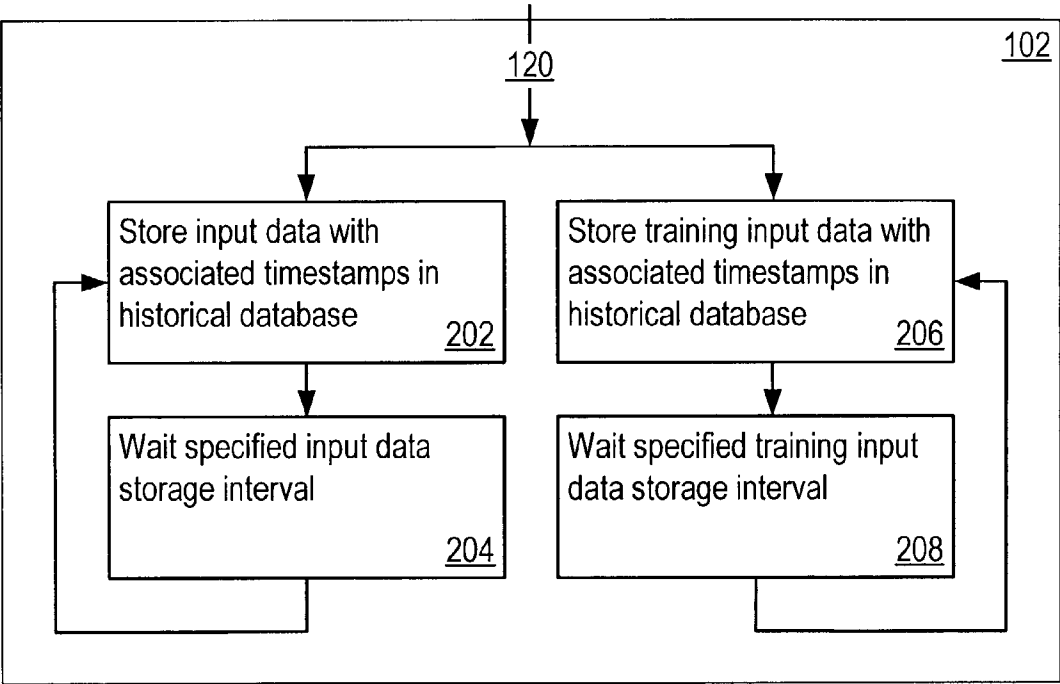 102
120
Store input data with
associated timestamps in
historical database
202
Store training input data with
associated timestamps in
historical database
206
Wait specified input data
storage interval
204
Wait specified training input
data storage interval
208